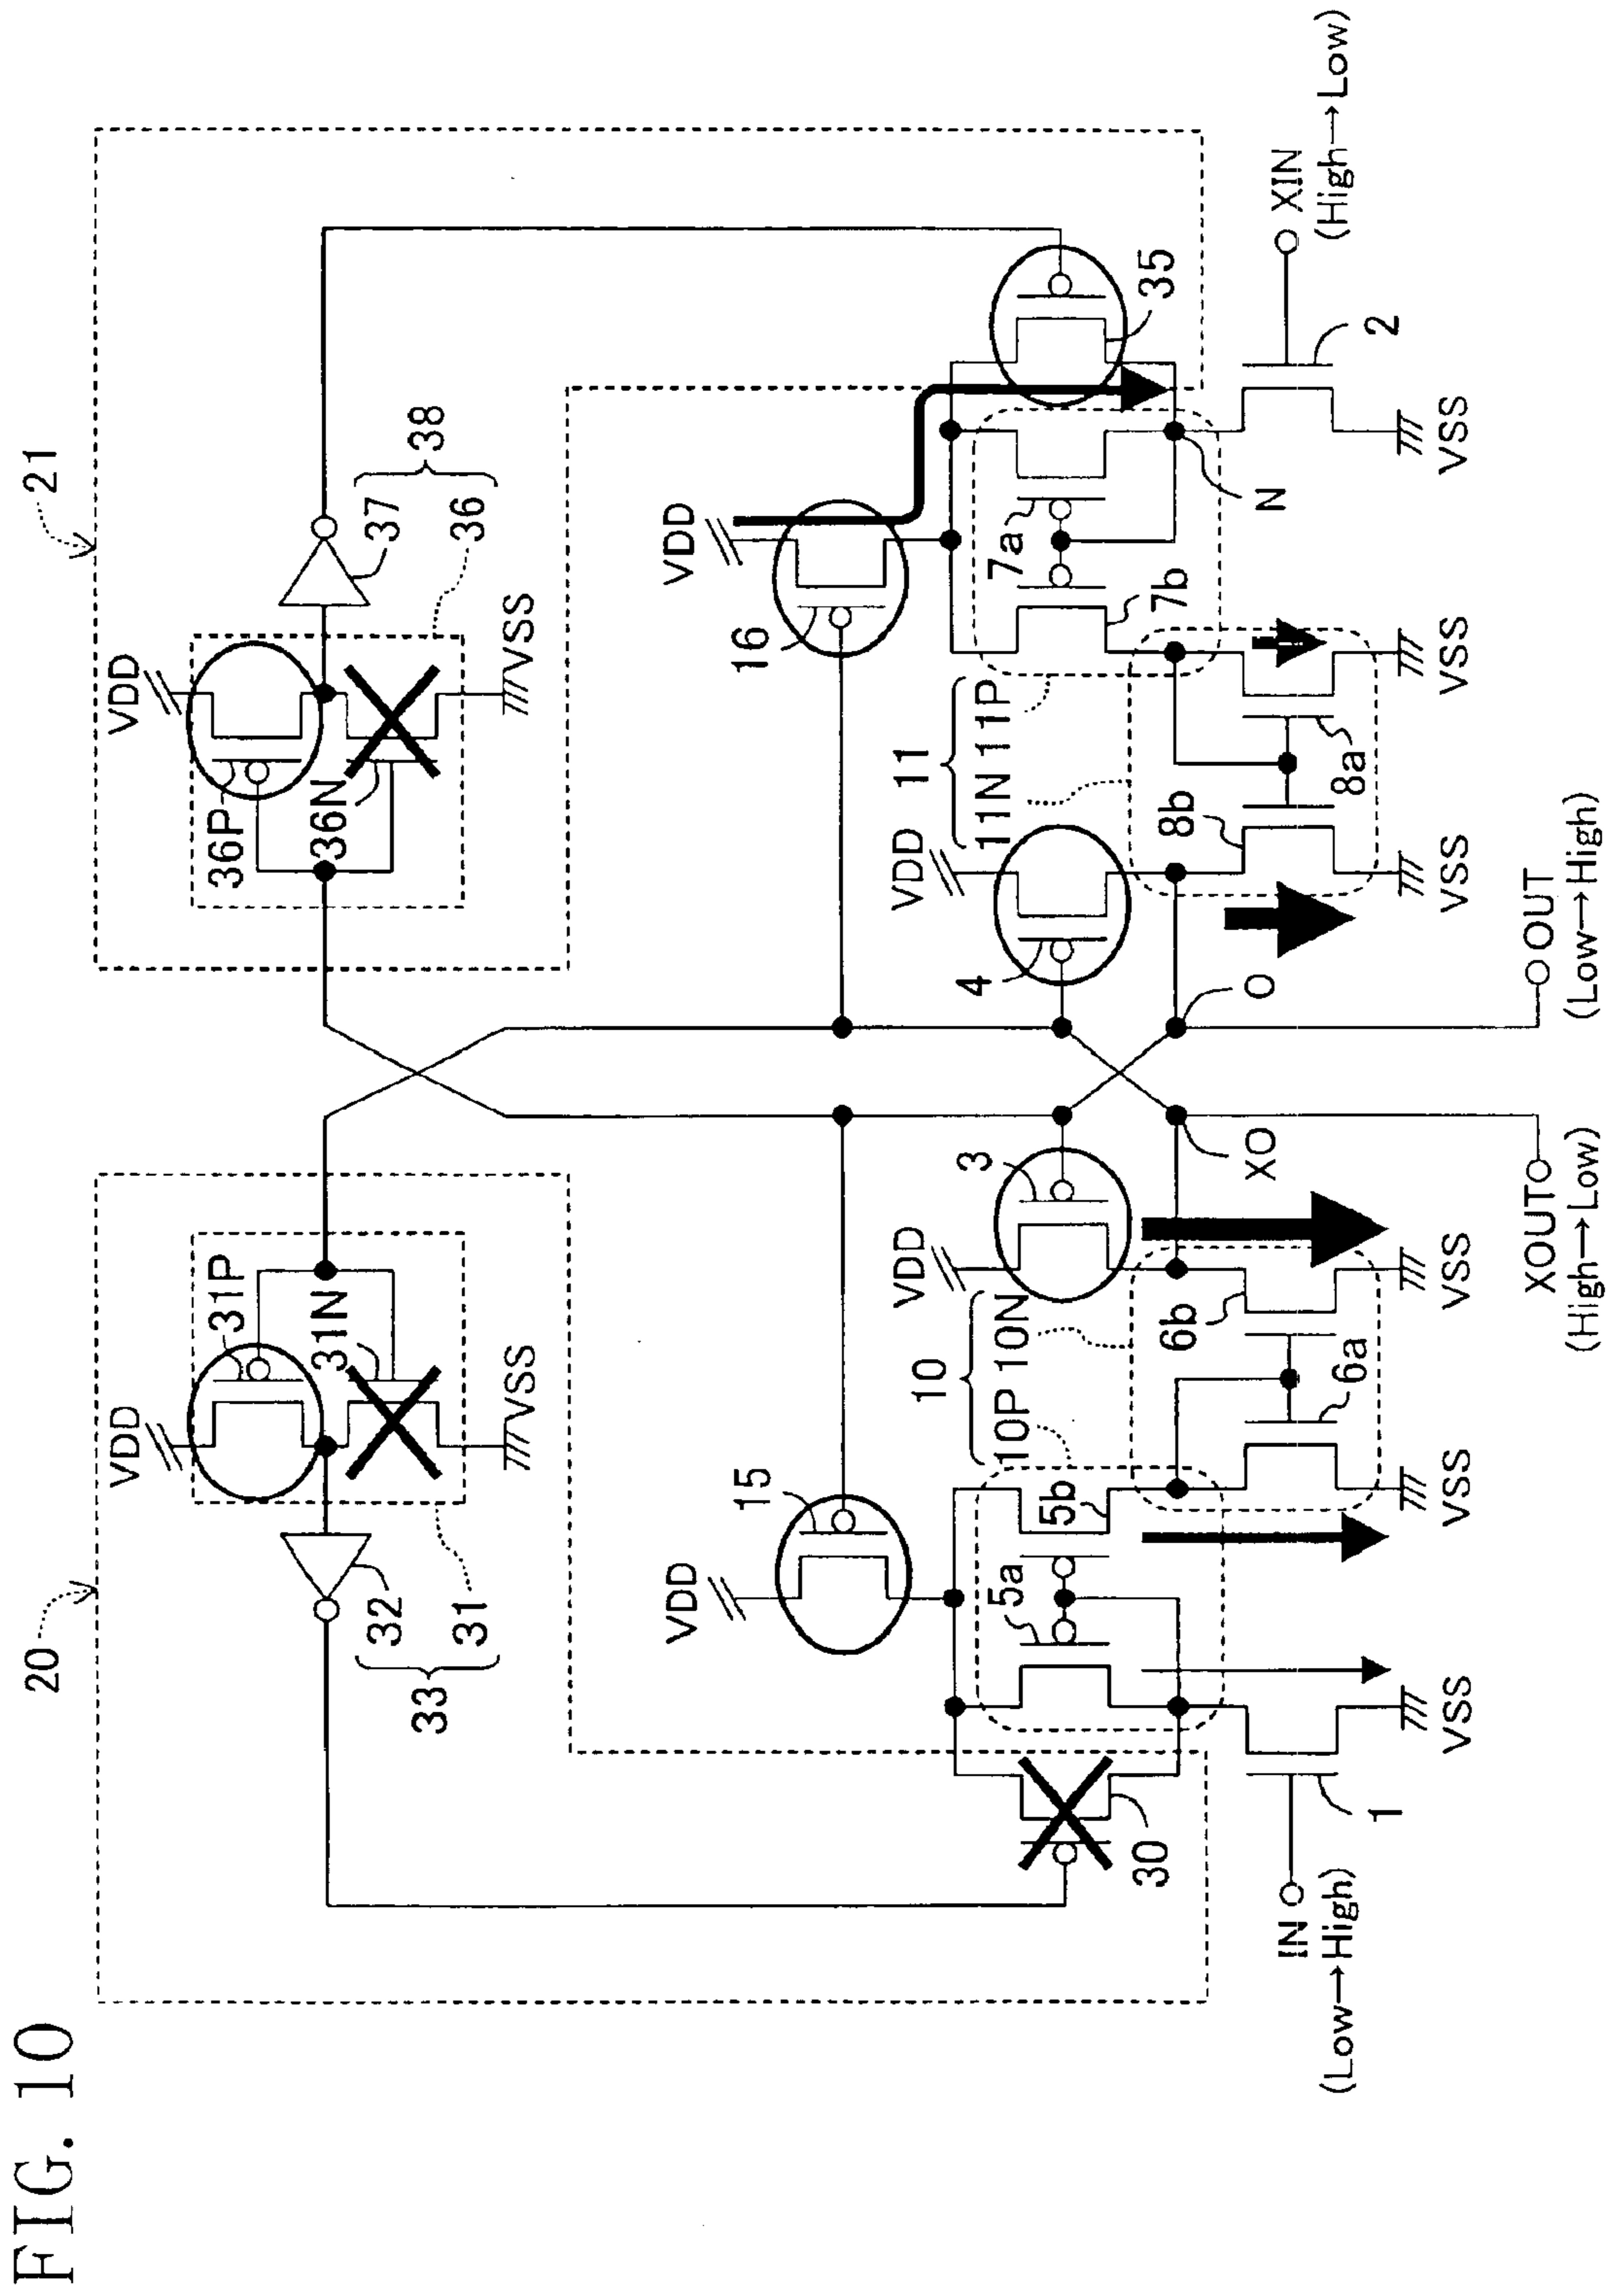 FIG. 10
20
21
VDD
31P
31N
VSS
32
31
33
VDD
36P
36N
VSS
37
36
38
VDD
15
VDD
16
5a
5b
10
10P 10N
VDD
3
VDD
4
11
11N 11P
7a
7b
35
30
6a
6b
XO
O
8b
8a
N
IN
(Low→High)
1
VSS
VSS
VSS
XOUT
(High→Low)
OUT
(Low→High)
VSS
VSS
VSS
2
XIN
(High→Low)